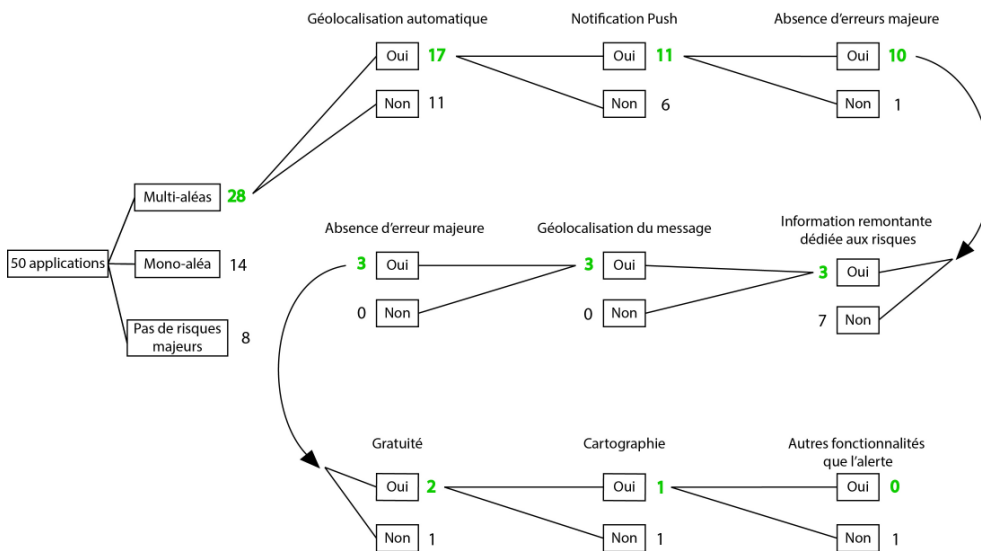 Géolocalisation automatique
Notification Push
Absence d'erreurs majeure
Oui 17
Oui 11
Oui 10
Non 11
Non 6
Non 1
Multi-aléas 28
50 applications
Mono-aléa 14
Pas de risques
majeurs 8
Absence d'erreur majeure
Géolocalisation du message
Information remontante
dédiée aux risques
3 Oui
3 Oui
3 Oui
0 Non
0 Non
7 Non
Gratuité
Cartographie
Autres fonctionnalités
que l'alerte
Oui 2
Oui 1
Oui 0
Non 1
Non 1
Non 1